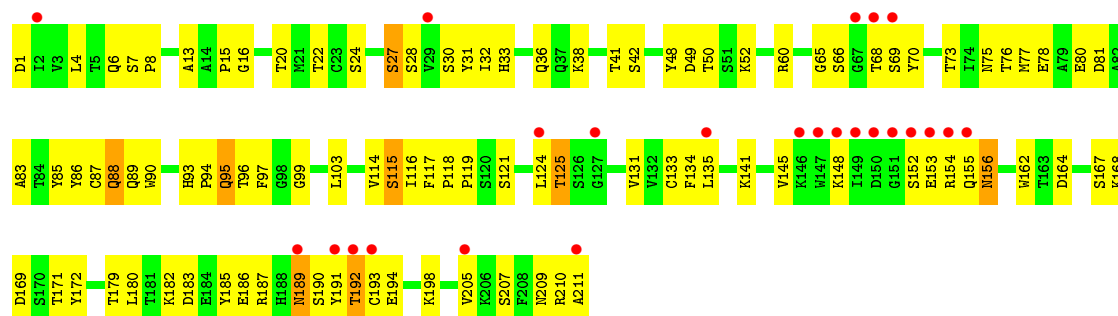 D1 I2 V3 L4 T5 Q6 S7 P8 A13 A14 P15 G16 T20 M21 T22 C23 S24 S27 S28 V29 S30 Y31 I32 H33 Q36 Q37 K38 T41 S42 Y48 D49 T50 S51 K52 R60 G65 S66 G67 T68 S69 Y70 T73 I74 N75 T76 M77 E78 A79 E80 D81 A82
A83 T84 Y85 Y86 C87 Q88 Q89 W90 H93 P94 Q95 T96 F97 G98 G99 L103 V114 S115 I116 F117 P118 P119 S120 S121 L124 T125 S126 G127 V131 V132 C133 F134 L135 K141 V145 K146 W147 K148 I149 D150 G151 S152 E153 R154 Q155 N156 W162 T163 D164 S167 K168
D169 S170 T171 Y172 T179 L180 T181 K182 D183 E184 Y185 E186 R187 H188 N189 S190 Y191 T192 C193 E194 K198 V205 K206 S207 F208 N209 R210 A211